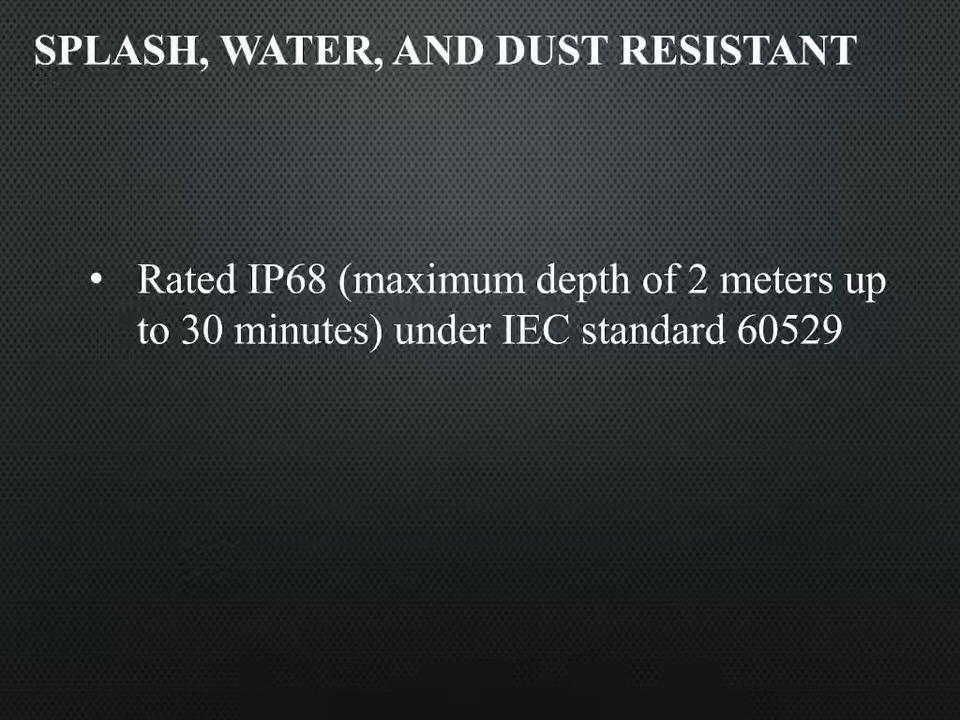 SPLASH, WATER, AND DUST RESISTANT
• Rated IP68 (maximum depth of 2 meters up
to 30 minutes) under IEC standard 60529